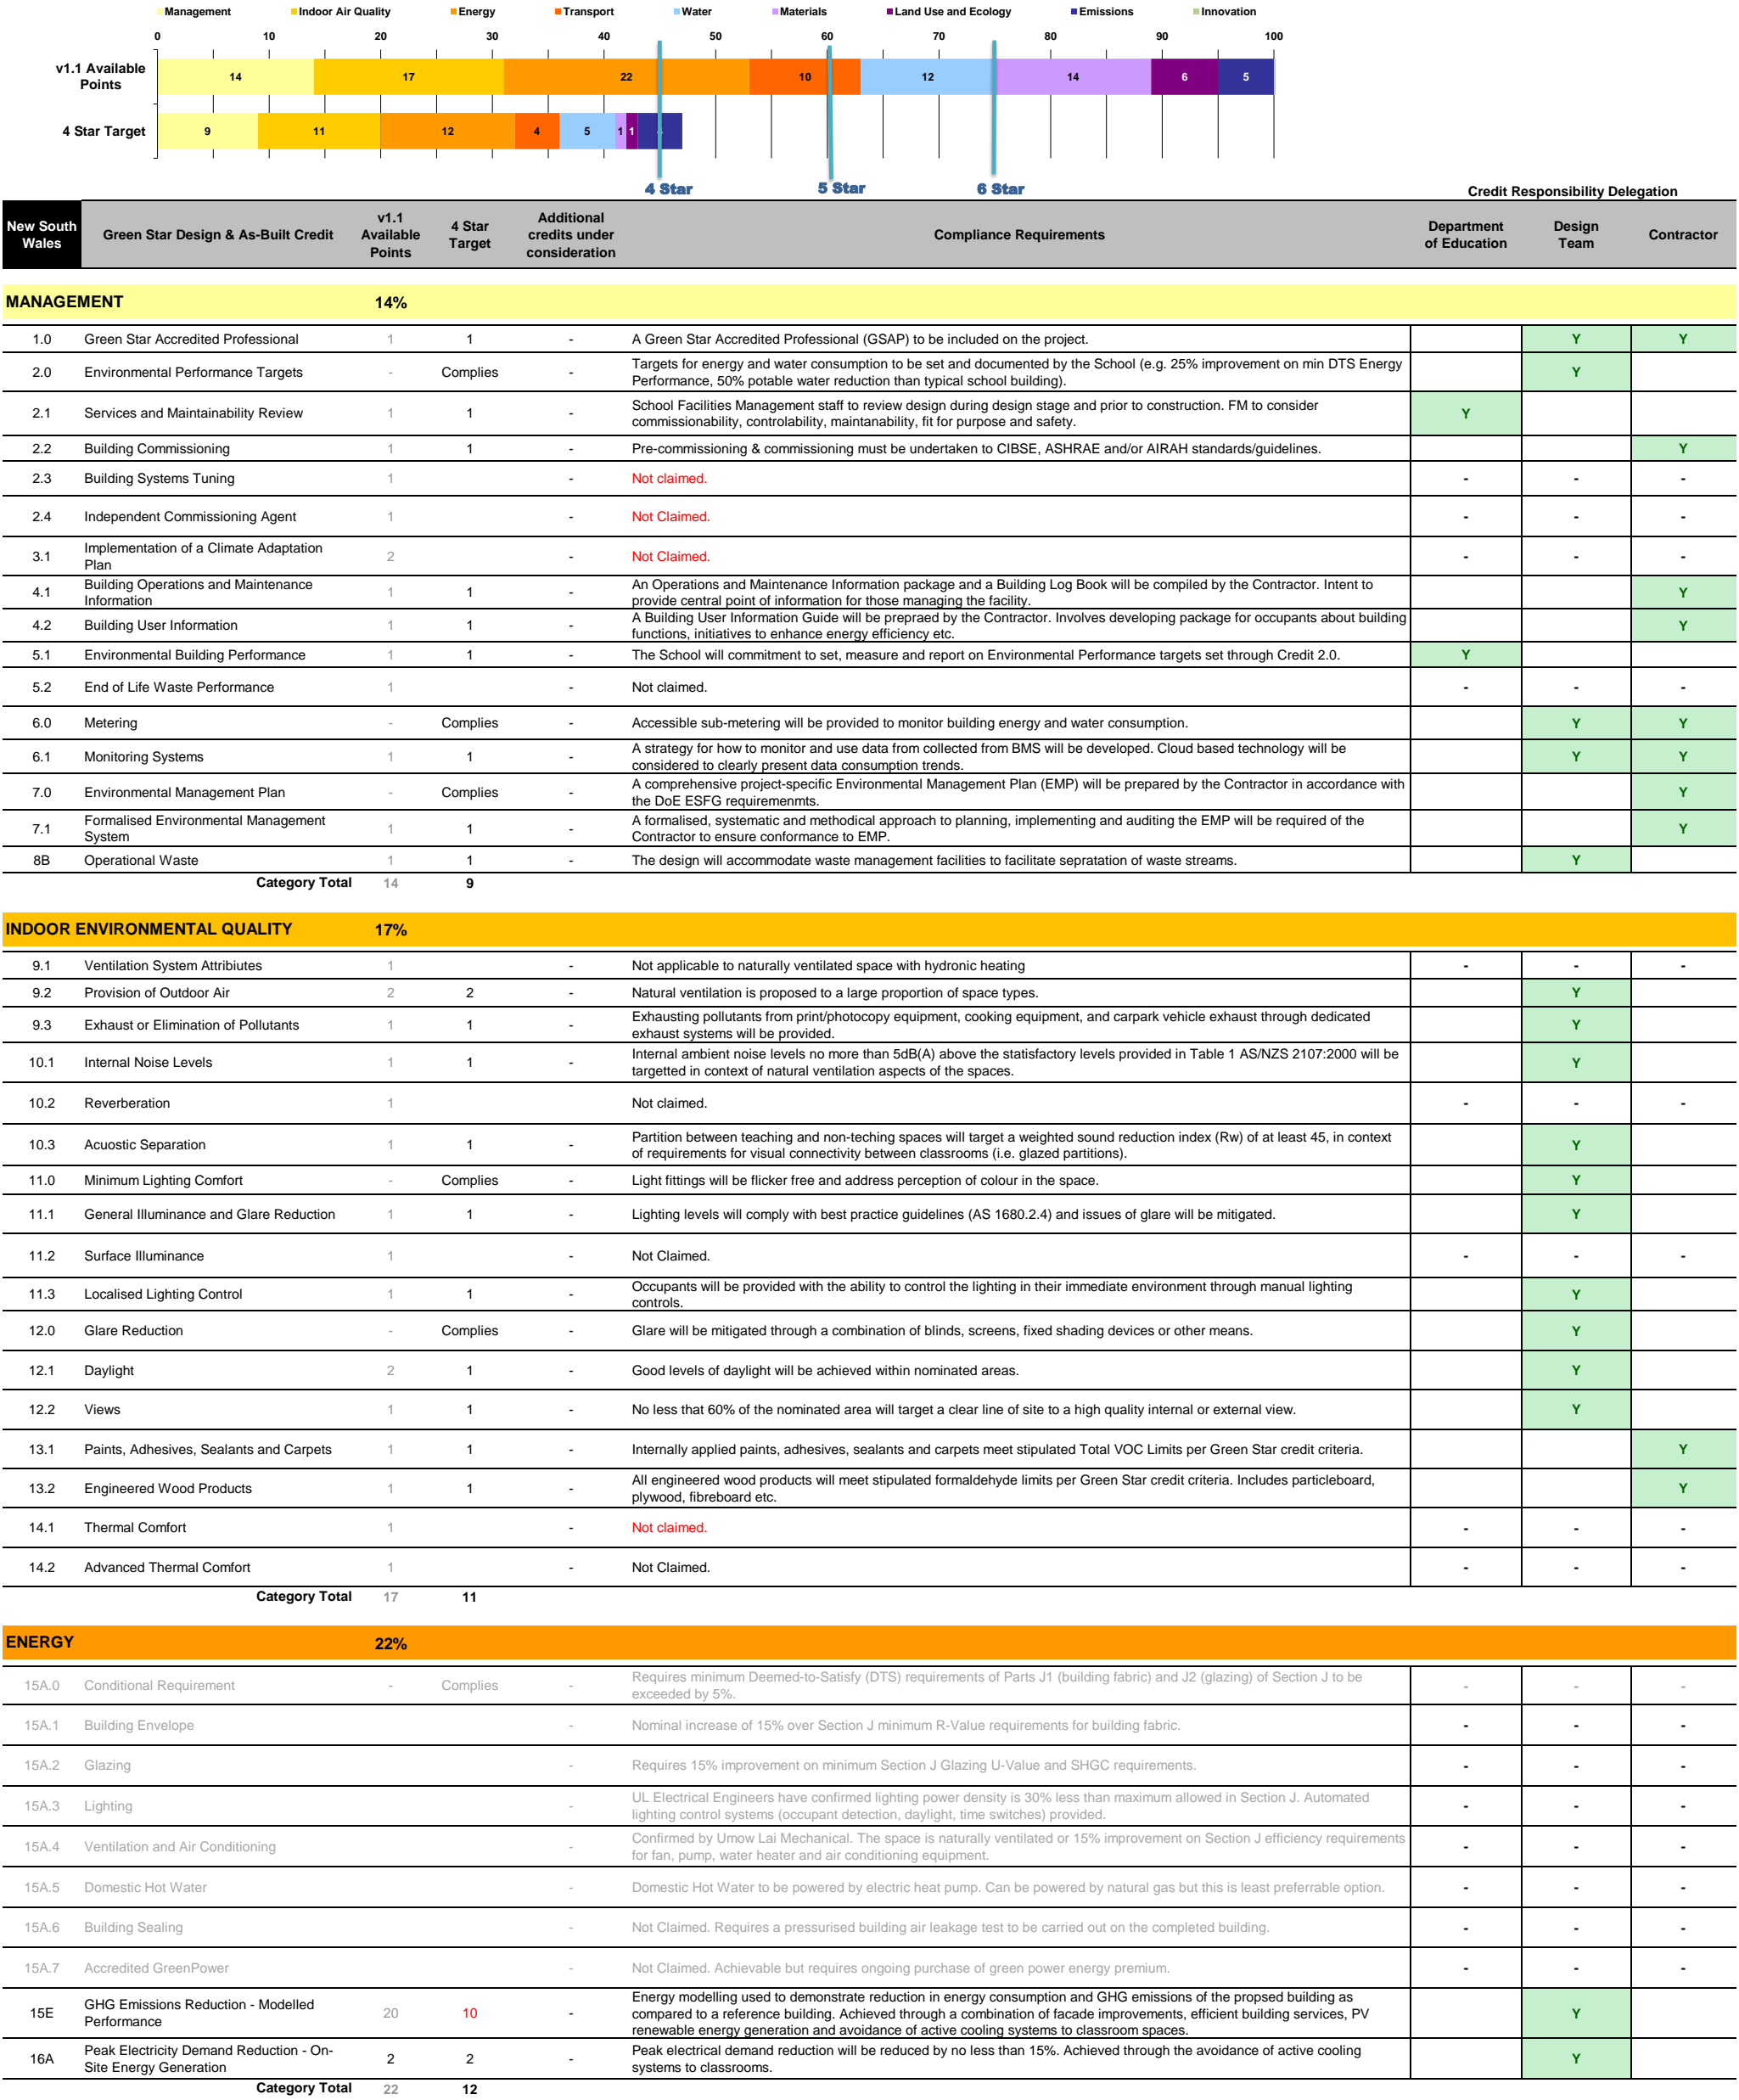 Management Indoor Air Quality Energy Transport Water Materials Land Use and Ecology Emissions Innovation
0 10 20 30 40 50 60 70 80 90 100
v1.1 Available Points 14 17 22 10 12 14 6 5
4 Star Target 9 11 12 4 5 1 1
4 Star 5 Star 6 Star
Credit Responsibility Delegation
New South Wales Green Star Design & As-Built Credit v1.1 Available Points 4 Star Target Additional credits under consideration Compliance Requirements Department of Education Design Team Contractor
MANAGEMENT 14%
1.0 Green Star Accredited Professional 1 1 - A Green Star Accredited Professional (GSAP) to be included on the project. Y Y
2.0 Environmental Performance Targets - Complies - Targets for energy and water consumption to be set and documented by the School (e.g. 25% improvement on min DTS Energy
Performance, 50% potable water reduction than typical school building). Y
2.1 Services and Maintainability Review 1 1 - School Facilities Management staff to review design during design stage and prior to construction. FM to consider
commissionability, controlability, maintanability, fit for purpose and safety. Y
2.2 Building Commissioning 1 1 - Pre-commissioning & commissioning must be undertaken to CIBSE, ASHRAE and/or AIRAH standards/guidelines. Y
2.3 Building Systems Tuning 1 - Not claimed. - - -
2.4 Independent Commissioning Agent 1 - Not Claimed. - - -
3.1 Implementation of a Climate Adaptation Plan 2 - Not Claimed. - - -
4.1 Building Operations and Maintenance Information 1 1 - An Operations and Maintenance Information package and a Building Log Book will be compiled by the Contractor. Intent to
provide central point of information for those managing the facility. Y
4.2 Building User Information 1 1 - A Building User Information Guide will be prepraed by the Contractor. Involves developing package for occupants about building
functions, initiatives to enhance energy efficiency etc. Y
5.1 Environmental Building Performance 1 1 - The School will commitment to set, measure and report on Environmental Performance targets set through Credit 2.0. Y
5.2 End of Life Waste Performance 1 - Not claimed. - - -
6.0 Metering - Complies - Accessible sub-metering will be provided to monitor building energy and water consumption. Y Y
6.1 Monitoring Systems 1 1 - A strategy for how to monitor and use data from collected from BMS will be developed. Cloud based technology will be
considered to clearly present data consumption trends. Y Y
7.0 Environmental Management Plan - Complies - A comprehensive project-specific Environmental Management Plan (EMP) will be prepared by the Contractor in accordance with
the DoE ESFG requiremenmts. Y
7.1 Formalised Environmental Management System 1 1 - A formalised, systematic and methodical approach to planning, implementing and auditing the EMP will be required of the
Contractor to ensure conformance to EMP. Y
8B Operational Waste 1 1 - The design will accommodate waste management facilities to facilitate sepratation of waste streams. Y
Category Total 14 9
INDOOR ENVIRONMENTAL QUALITY 17%
9.1 Ventilation System Attribiutes 1 - Not applicable to naturally ventilated space with hydronic heating - - -
9.2 Provision of Outdoor Air 2 2 - Natural ventilation is proposed to a large proportion of space types. Y
9.3 Exhaust or Elimination of Pollutants 1 1 - Exhausting pollutants from print/photocopy equipment, cooking equipment, and carpark vehicle exhaust through dedicated
exhaust systems will be provided. Y
10.1 Internal Noise Levels 1 1 - Internal ambient noise levels no more than 5dB(A) above the statisfactory levels provided in Table 1 AS/NZS 2107:2000 will be
targetted in context of natural ventilation aspects of the spaces. Y
10.2 Reverberation 1 Not claimed. - - -
10.3 Acuostic Separation 1 1 - Partition between teaching and non-teching spaces will target a weighted sound reduction index (Rw) of at least 45, in context
of requirements for visual connectivity between classrooms (i.e. glazed partitions). Y
11.0 Minimum Lighting Comfort - Complies - Light fittings will be flicker free and address perception of colour in the space. Y
11.1 General Illuminance and Glare Reduction 1 1 - Lighting levels will comply with best practice guidelines (AS 1680.2.4) and issues of glare will be mitigated. Y
11.2 Surface Illuminance 1 - Not Claimed. - - -
11.3 Localised Lighting Control 1 1 - Occupants will be provided with the ability to control the lighting in their immediate environment through manual lighting
controls. Y
12.0 Glare Reduction - Complies - Glare will be mitigated through a combination of blinds, screens, fixed shading devices or other means. Y
12.1 Daylight 2 1 - Good levels of daylight will be achieved within nominated areas. Y
12.2 Views 1 1 - No less that 60% of the nominated area will target a clear line of site to a high quality internal or external view. Y
13.1 Paints, Adhesives, Sealants and Carpets 1 1 - Internally applied paints, adhesives, sealants and carpets meet stipulated Total VOC Limits per Green Star credit criteria. Y
13.2 Engineered Wood Products 1 1 - All engineered wood products will meet stipulated formaldehyde limits per Green Star credit criteria. Includes particleboard,
plywood, fibreboard etc. Y
14.1 Thermal Comfort 1 - Not claimed. - - -
14.2 Advanced Thermal Comfort 1 - Not Claimed. - - -
Category Total 17 11
ENERGY 22%
15A.0 Conditional Requirement - Complies - Requires minimum Deemed-to-Satisfy (DTS) requirements of Parts J1 (building fabric) and J2 (glazing) of Section J to be
exceeded by 5%. - - -
15A.1 Building Envelope - Nominal increase of 15% over Section J minimum R-Value requirements for building fabric. - - -
15A.2 Glazing - Requires 15% improvement on minimum Section J Glazing U-Value and SHGC requirements. - - -
15A.3 Lighting - UL Electrical Engineers have confirmed lighting power density is 30% less than maximum allowed in Section J. Automated
lighting control systems (occupant detection, daylight, time switches) provided. - - -
15A.4 Ventilation and Air Conditioning - Confirmed by Umow Lai Mechanical. The space is naturally ventilated or 15% improvement on Section J efficiency requirements
for fan, pump, water heater and air conditioning equipment. - - -
15A.5 Domestic Hot Water - Domestic Hot Water to be powered by electric heat pump. Can be powered by natural gas but this is least preferrable option. - - -
15A.6 Building Sealing - Not Claimed. Requires a pressurised building air leakage test to be carried out on the completed building. - - -
15A.7 Accredited GreenPower - Not Claimed. Achievable but requires ongoing purchase of green power energy premium. - - -
15E GHG Emissions Reduction - Modelled Performance 20 10 - Energy modelling used to demonstrate reduction in energy consumption and GHG emissions of the propsed building as
compared to a reference building. Achieved through a combination of facade improvements, efficient building services, PV
renewable energy generation and avoidance of active cooling systems to classroom spaces. Y
16A Peak Electricity Demand Reduction - On-Site Energy Generation 2 2 - Peak electrical demand reduction will be reduced by no less than 15%. Achieved through the avoidance of active cooling
systems to classrooms. Y
Category Total 22 12